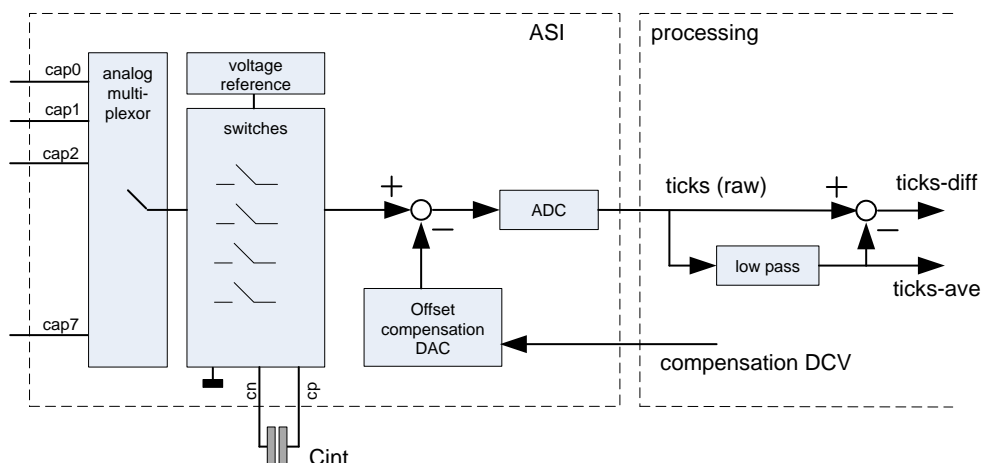 ASI
processing
cap0
cap1
cap2
cap7
analog
multi-
plexor
voltage
reference
switches
+
−
ADC
Offset
compensation
DAC
cn
cp
Cint
ticks (raw)
+
−
ticks-diff
low pass
ticks-ave
compensation DCV